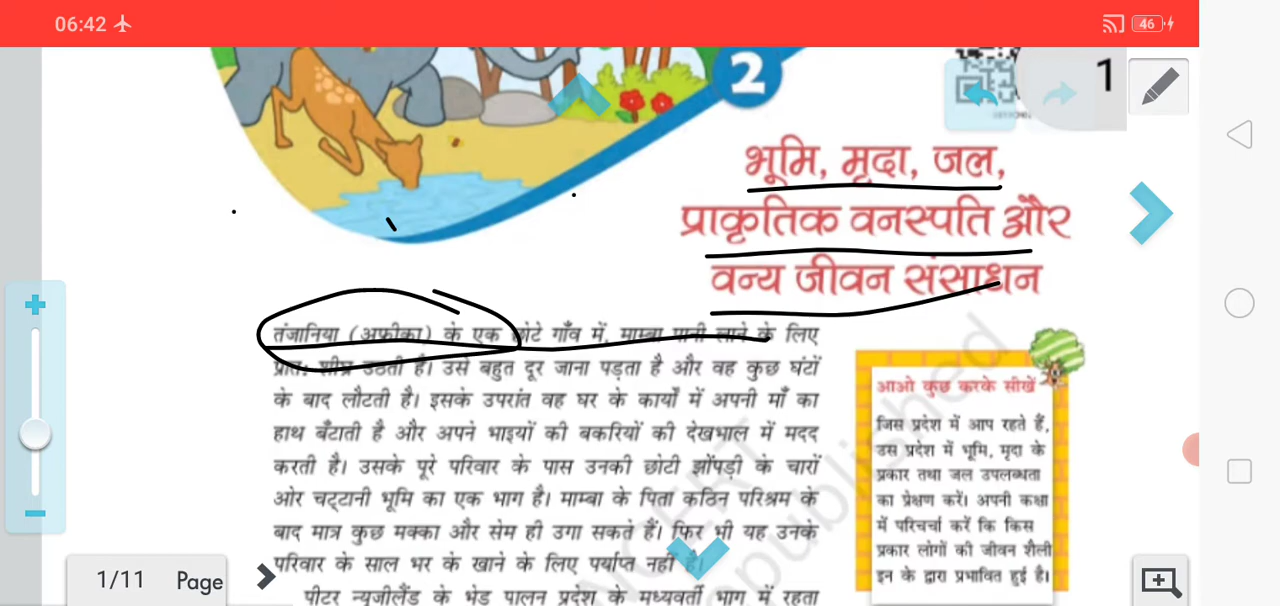 06:42
46
2
1
भूमि, मृदा, जल,
प्राकृतिक वनस्पति और
वन्य जीवन संसाधन
तंज़ानिया (अफ्रीका) के एक छोटे गाँव में, माम्बा पानी लाने के लिए
प्रातः शीघ्र उठती है। उसे बहुत दूर जाना पड़ता है और वह कुछ घंटों
के बाद लौटती है। इसके उपरांत वह घर के कार्यों में अपनी माँ का
हाथ बँटाती है और अपने भाइयों की बकरियों की देखभाल में मदद
करती है। उसके पूरे परिवार के पास उनकी छोटी झोंपड़ी के चारों
ओर चट्टानी भूमि का एक भाग है। माम्बा के पिता कठिन परिश्रम के
बाद मात्र कुछ मक्का और सेम ही उगा सकते हैं। फिर भी यह उनके
परिवार के साल भर के खाने के लिए पर्याप्त नहीं है।
पीटर न्यूजीलैंड के भेड़ पालन प्रदेश के मध्यवर्ती भाग में रहता
आओ कुछ करके सीखें
जिस प्रदेश में आप रहते हैं,
उस प्रदेश में भूमि, मृदा के
प्रकार तथा जल उपलब्धता
का प्रेक्षण करें। अपनी कक्षा
में परिचर्चा करें कि किस
प्रकार लोगों की जीवन शैली
इन के द्वारा प्रभावित हुई है।
NCERT
republished
1/11 Page